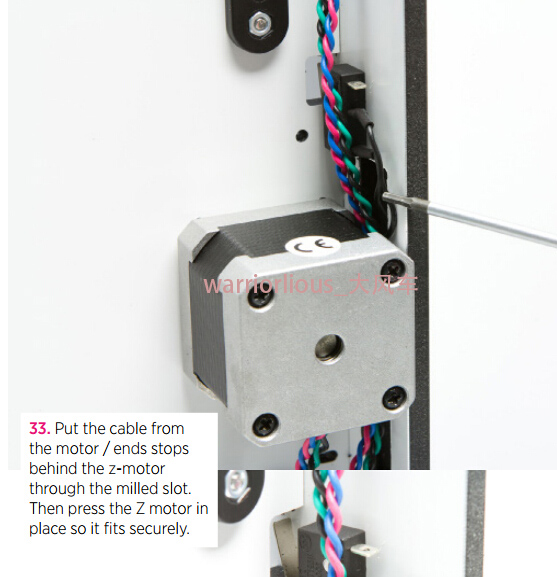 CE
warriorlious 大风车
33. Put the cable from
the motor / ends stops
behind the z-motor
through the milled slot.
Then press the Z motor in
place so it fits securely.